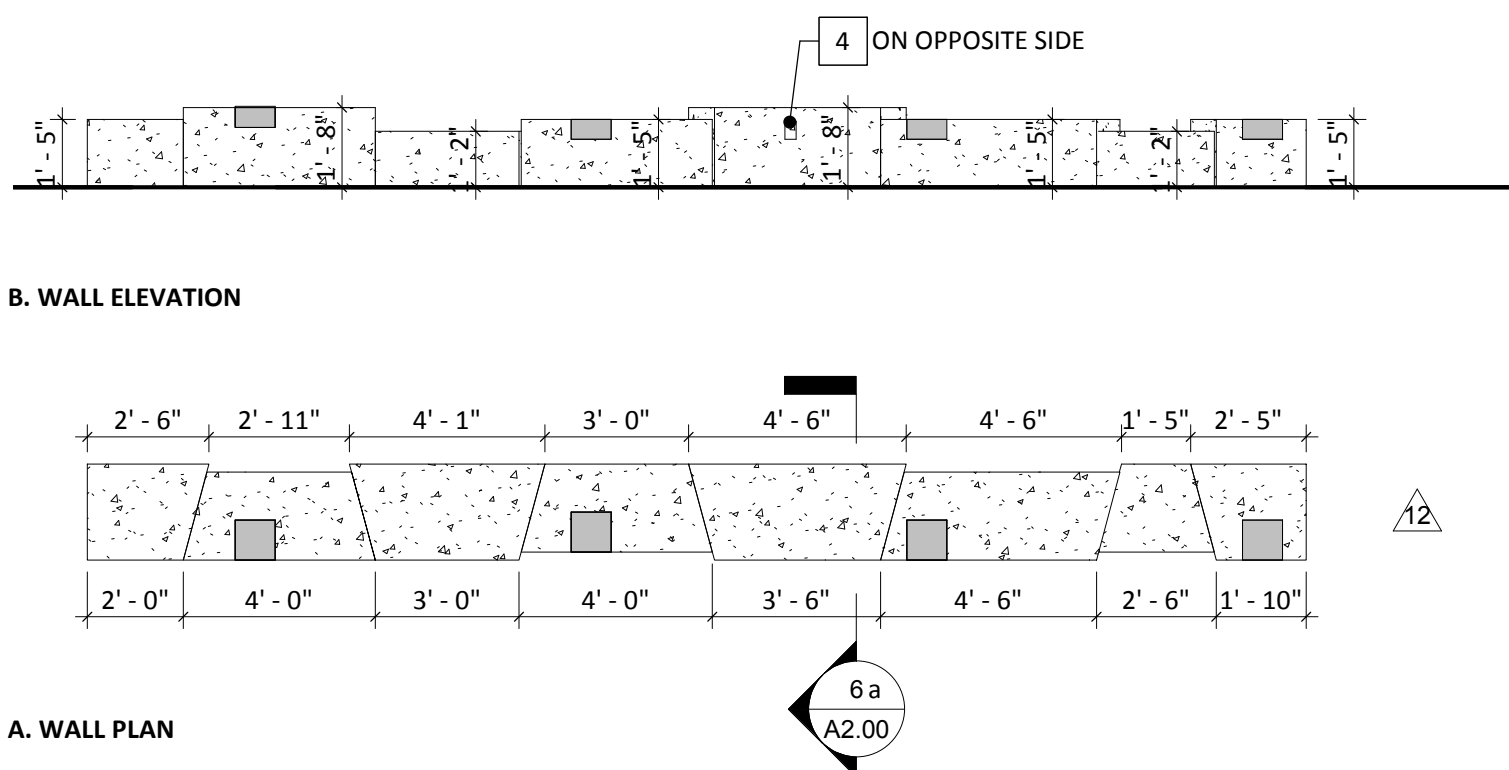 4 ON OPPOSITE SIDE
1' - 5" 1' - 8" 1' - 2" 1' - 5" 1' - 8" 1' - 5" 1' - 2" 1' - 5"
B. WALL ELEVATION
2' - 6" 2' - 11" 4' - 1" 3' - 0" 4' - 6" 4' - 6" 1' - 5" 2' - 5"
12
2' - 0" 4' - 0" 3' - 0" 4' - 0" 3' - 6" 4' - 6" 2' - 6" 1' - 10"
6 a
A2.00
A. WALL PLAN